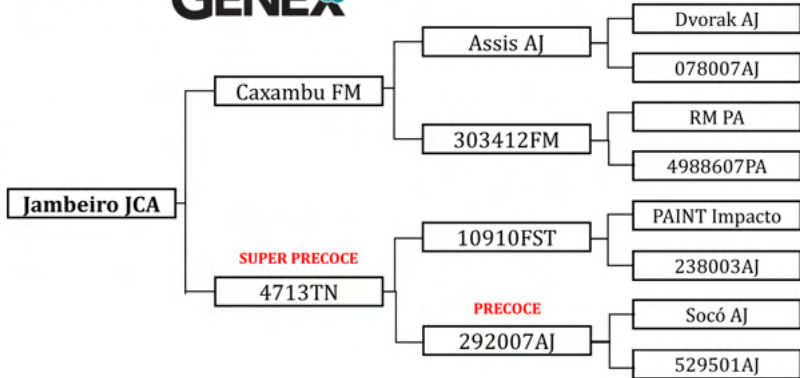 GENEX
Dvorak AJ
Assis AJ
078007AJ
Caxambu FM
RM PA
303412FM
4988607PA
Jambeiro JCA
PAINT Impacto
10910FST
SUPER PRECOCE
238003AJ
4713TN
PRECOCE
Socó AJ
292007AJ
529501AJ